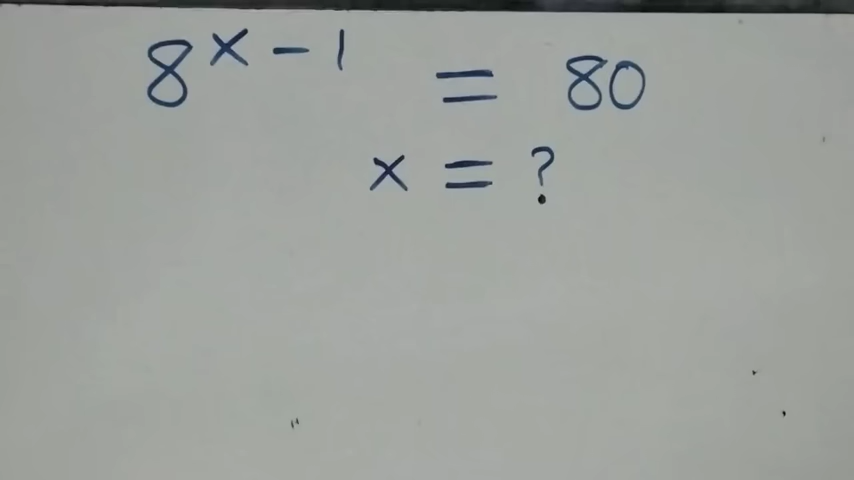 8^{x-1} = 80
x = ?